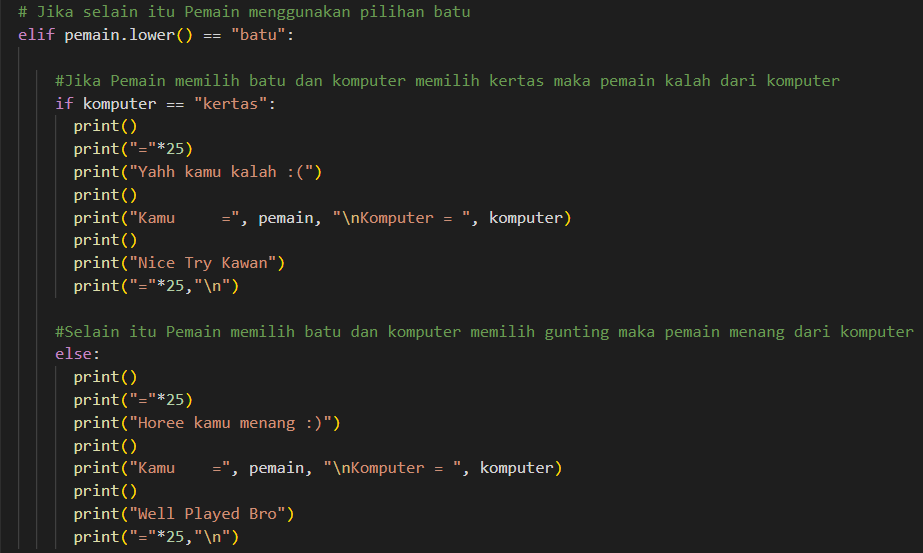 # Jika selain itu Pemain menggunakan pilihan batu
elif pemain.lower() == "batu":
#Jika Pemain memilih batu dan komputer memilih kertas maka pemain kalah dari komputer
if komputer == "kertas":
print()
print("="*25)
print("Yahh kamu kalah :(")
print()
print("Kamu     =", pemain, "\nKomputer = ", komputer)
print()
print("Nice Try Kawan")
print("="*25,"\n")
#Selain itu Pemain memilih batu dan komputer memilih gunting maka pemain menang dari komputer
else:
print()
print("="*25)
print("Horee kamu menang :)")
print()
print("Kamu    =", pemain, "\nKomputer = ", komputer)
print()
print("Well Played Bro")
print("="*25,"\n")